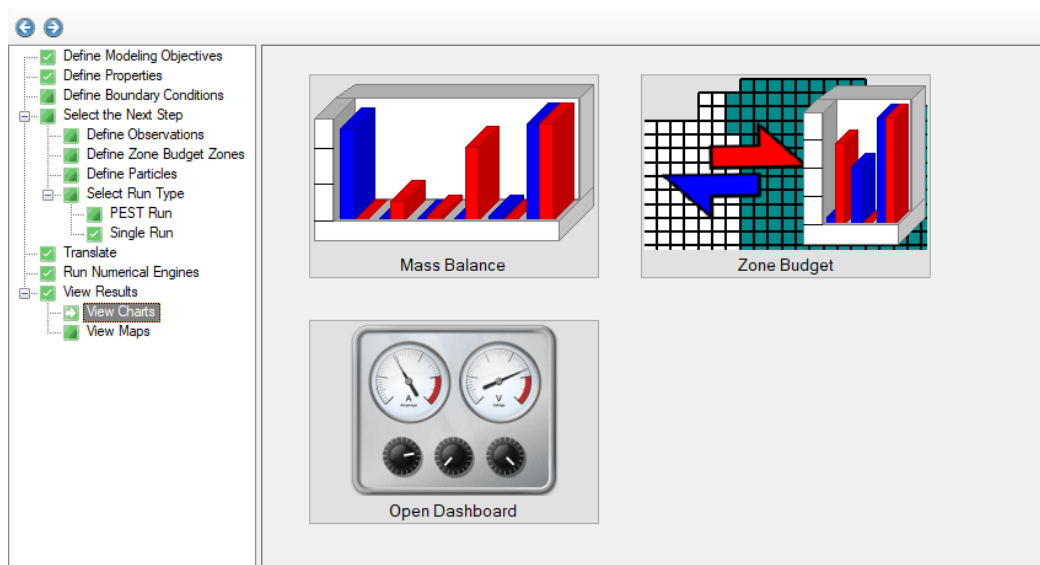 Define Modeling Objectives
Define Properties
Define Boundary Conditions
Select the Next Step
Define Observations
Define Zone Budget Zones
Define Particles
Select Run Type
PEST Run
Single Run
Translate
Run Numerical Engines
View Results
View Charts
View Maps
Mass Balance
Zone Budget
A
V
Open Dashboard